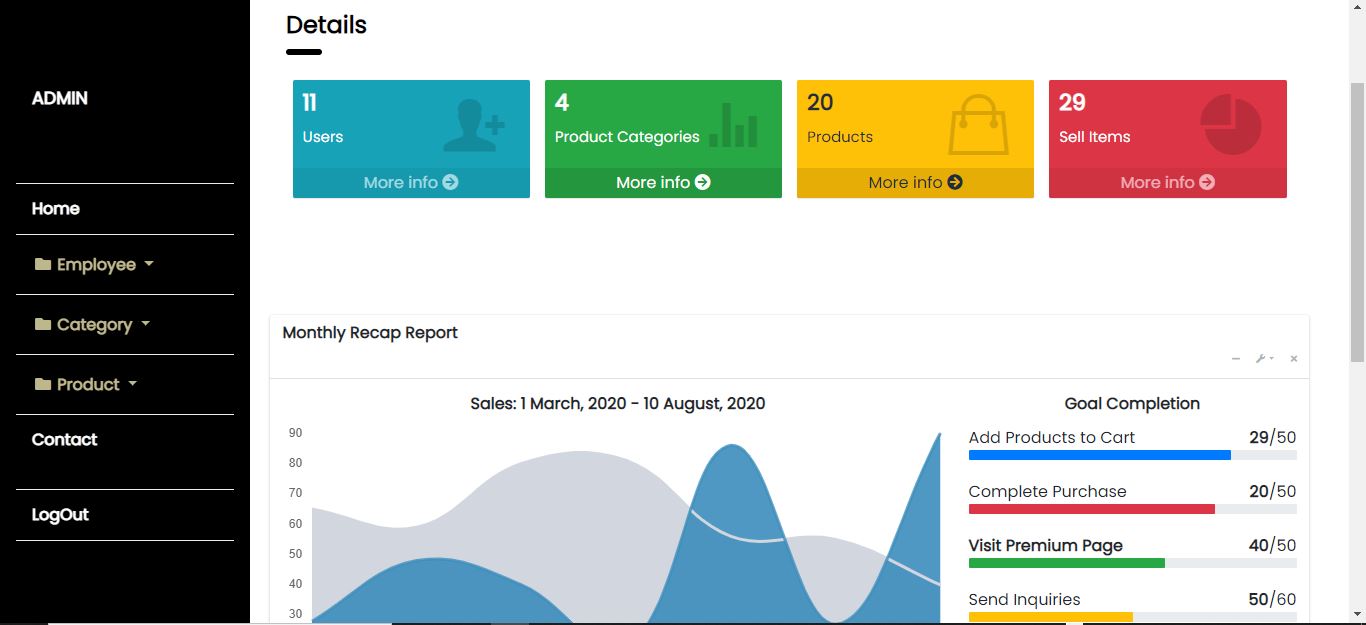 ADMIN
Home
Employee
Category
Product
Contact
LogOut
Details
11
Users
More info
4
Product Categories
More info
20
Products
More info
29
Sell Items
More info
Monthly Recap Report
Sales: 1 March, 2020 - 10 August, 2020
90
80
70
60
50
40
30
Goal Completion
Add Products to Cart 29/50
Complete Purchase 20/50
Visit Premium Page 40/50
Send Inquiries 50/60